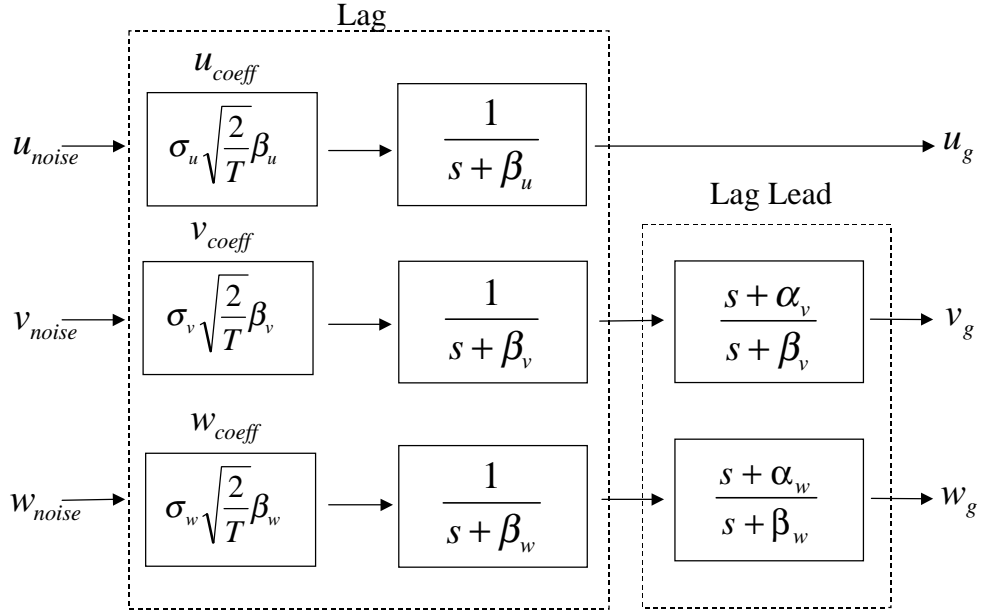 Lag
u_coeff
u_noise
σ_u √(2/T) β_u
1/(s + β_u)
u_g
Lag Lead
v_coeff
v_noise
σ_v √(2/T) β_v
1/(s + β_v)
(s + α_v)/(s + β_v)
v_g
w_coeff
w_noise
σ_w √(2/T) β_w
1/(s + β_w)
(s + α_w)/(s + β_w)
w_g